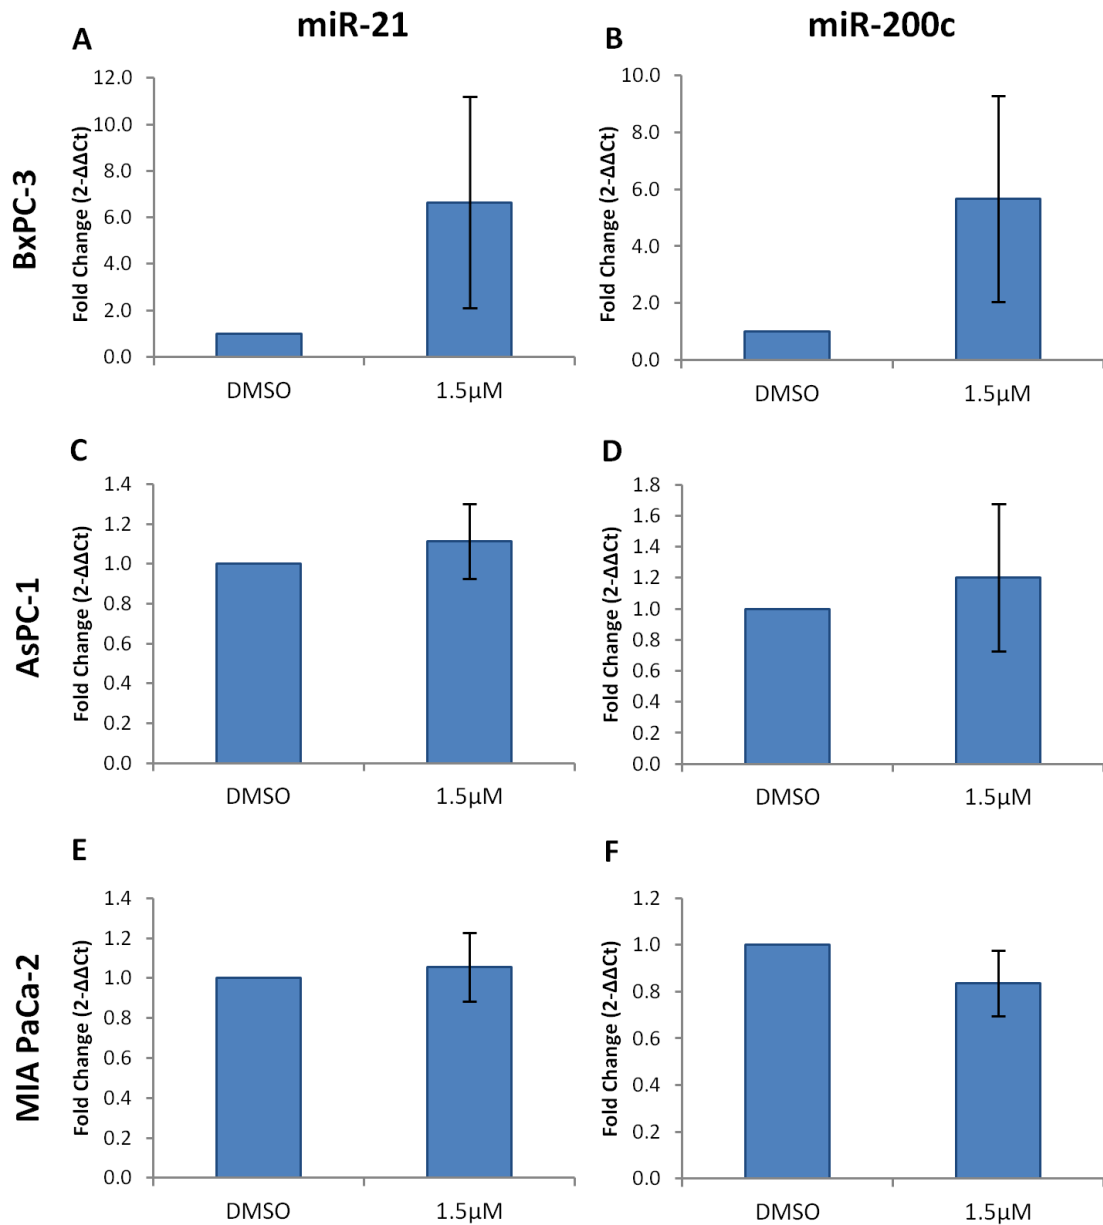 miR-21
miR-200c
BxPC-3
A
Fold Change (2-ΔΔCt)
12.0
10.0
8.0
6.0
4.0
2.0
0.0
DMSO
1.5μM
B
Fold Change (2-ΔΔCt)
10.0
8.0
6.0
4.0
2.0
0.0
DMSO
1.5μM
AsPC-1
C
Fold Change (2-ΔΔCt)
1.4
1.2
1.0
0.8
0.6
0.4
0.2
0.0
DMSO
1.5μM
D
Fold Change (2-ΔΔCt)
1.8
1.6
1.4
1.2
1.0
0.8
0.6
0.4
0.2
0.0
DMSO
1.5μM
MIA PaCa-2
E
Fold Change (2-ΔΔCt)
1.4
1.2
1.0
0.8
0.6
0.4
0.2
0.0
DMSO
1.5μM
F
Fold Change (2-ΔΔCt)
1.2
1.0
0.8
0.6
0.4
0.2
0.0
DMSO
1.5μM